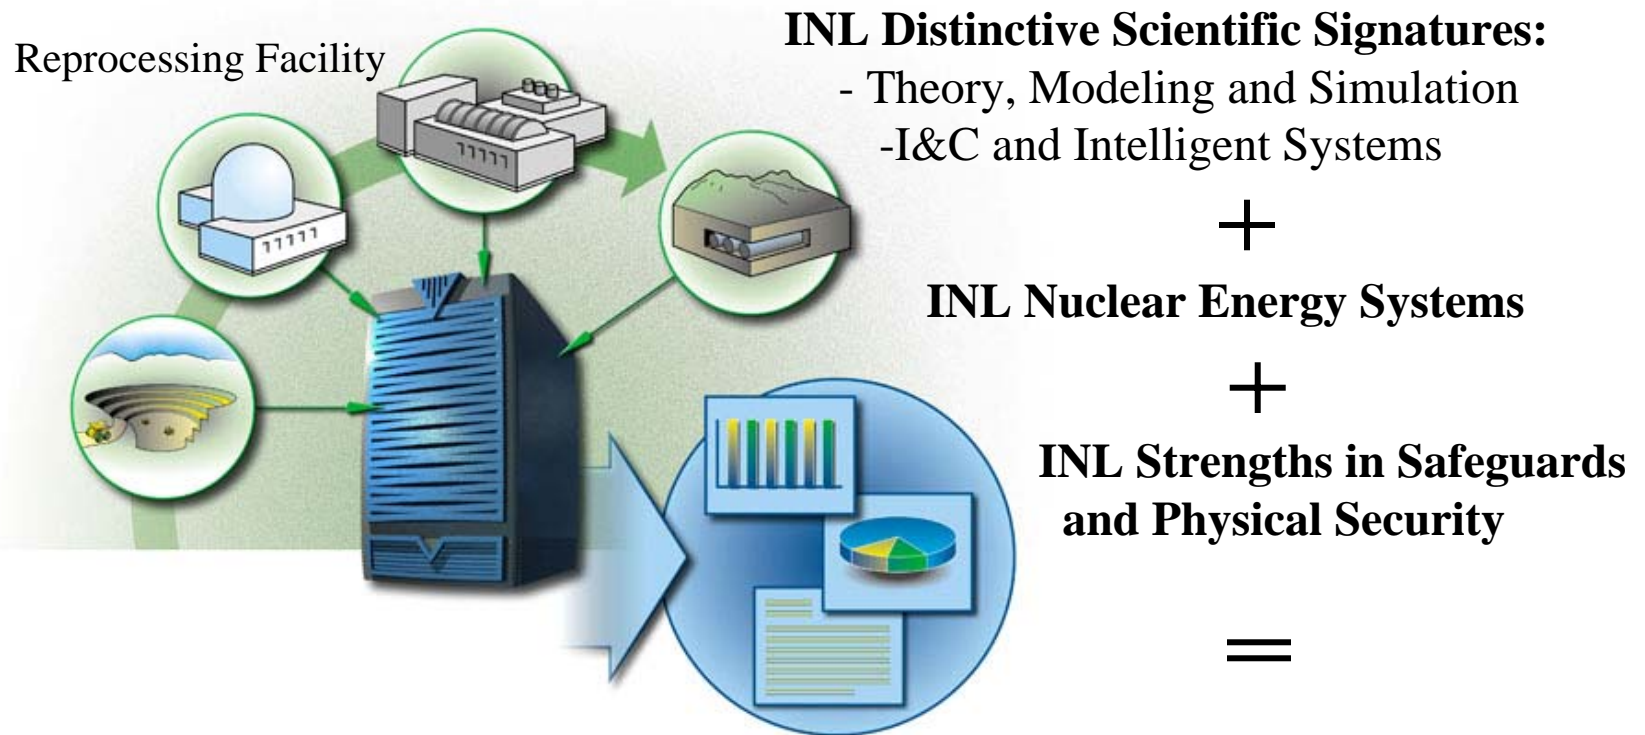 Reprocessing Facility
INL Distinctive Scientific Signatures:
- Theory, Modeling and Simulation
-I&C and Intelligent Systems
+
INL Nuclear Energy Systems
+
INL Strengths in Safeguards
and Physical Security
=